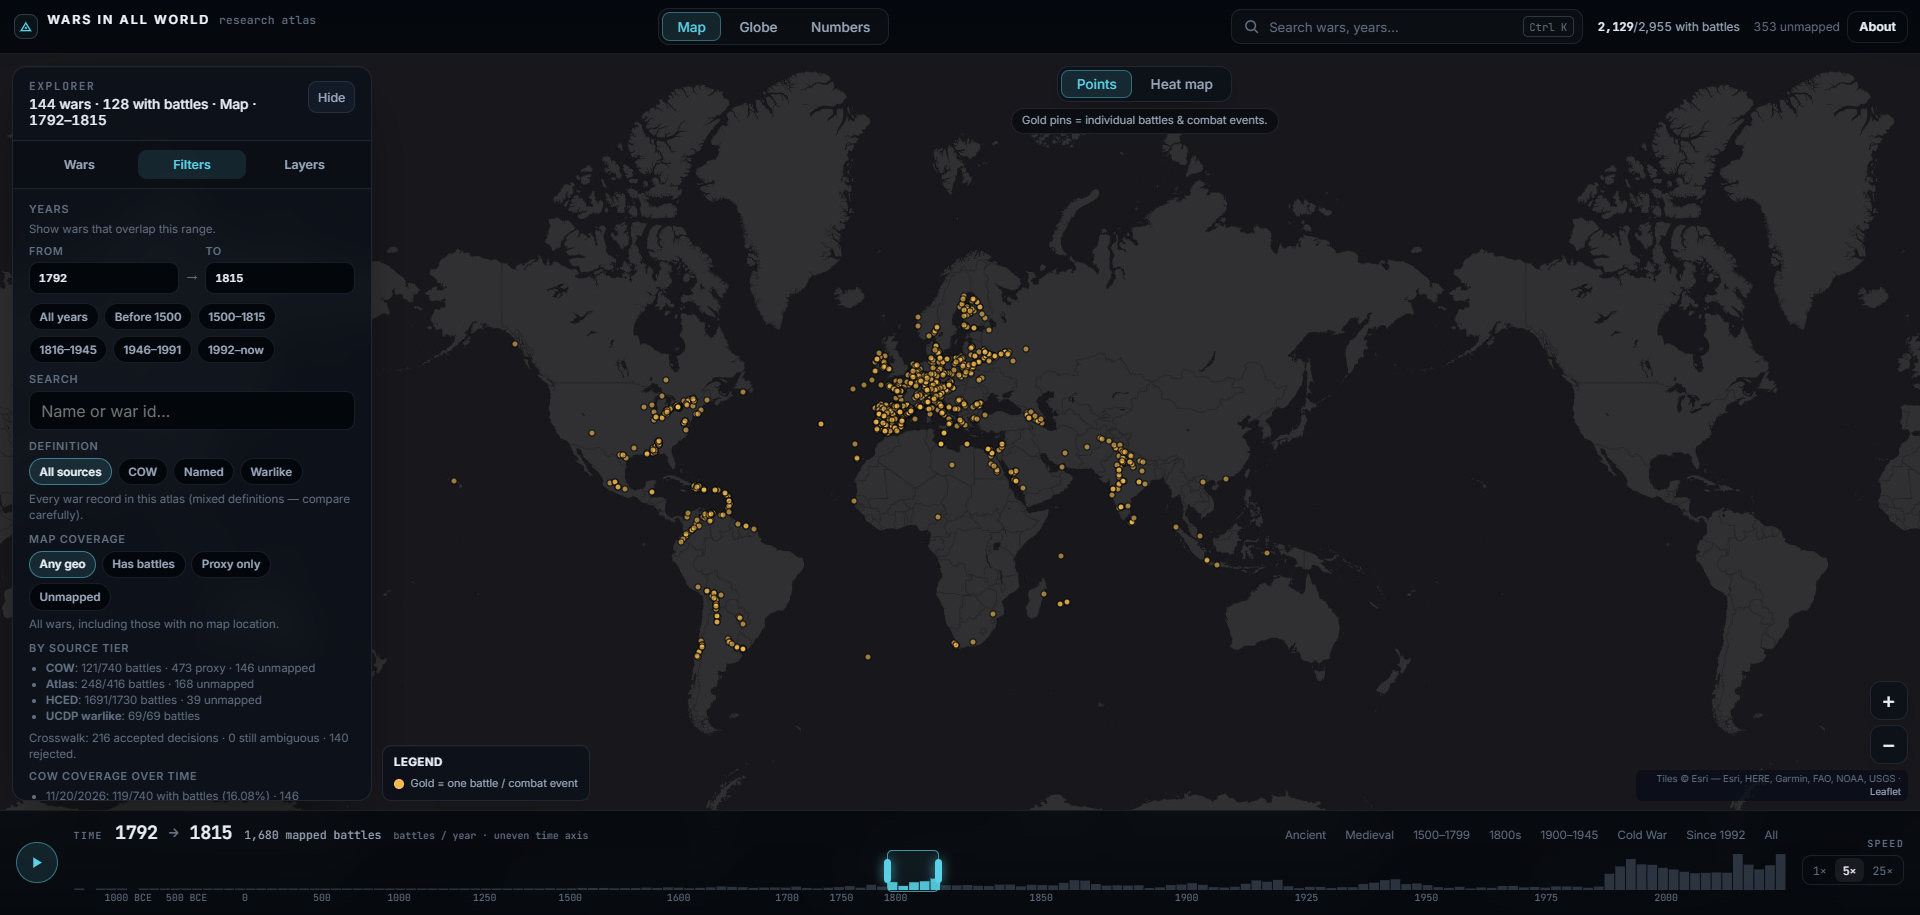 WARS IN ALL WORLD research atlas
Map Globe Numbers
Search wars, years... Ctrl K
2,129/2,955 with battles 353 unmapped About
EXPLORER
144 wars · 128 with battles · Map ·
1792–1815
Hide
Wars Filters Layers
YEARS
Show wars that overlap this range.
FROM TO
1792 → 1815
All years Before 1500 1500–1815
1816–1945 1946–1991 1992–now
SEARCH
Name or war id...
DEFINITION
All sources COW Named Warlike
Every war record in this atlas (mixed definitions — compare
carefully).
MAP COVERAGE
Any geo Has battles Proxy only
Unmapped
All wars, including those with no map location.
BY SOURCE TIER
• COW: 121/740 battles · 473 proxy · 146 unmapped
• Atlas: 248/416 battles · 168 unmapped
• HCED: 1691/1730 battles · 39 unmapped
• UCDP warlike: 69/69 battles
Crosswalk: 216 accepted decisions · 0 still ambiguous · 140
rejected.
COW COVERAGE OVER TIME
• 11/20/2026: 119/740 with battles (16.08%) · 146
Points Heat map
Gold pins = individual battles & combat events.
LEGEND
Gold = one battle / combat event
+
−
Tiles © Esri — Esri, HERE, Garmin, FAO, NOAA, USGS ·
Leaflet
TIME 1792 → 1815 1,680 mapped battles battles / year · uneven time axis
Ancient Medieval 1500–1799 1800s 1900–1945 Cold War Since 1992 All
SPEED
1× 5× 25×
1000 BCE 500 BCE 0 500 1000 1250 1500 1600 1700 1750 1800 1850 1900 1925 1950 1975 2000